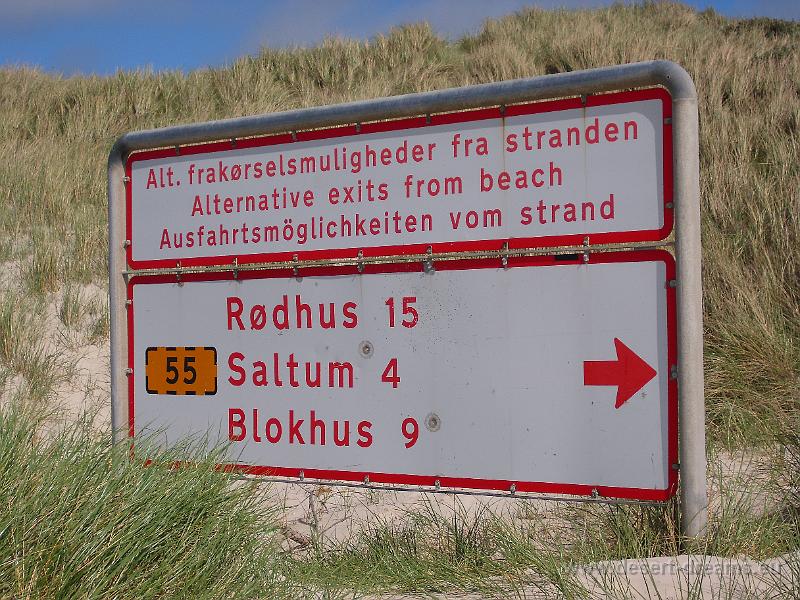 Alt. frakørselsmuligheder fra stranden
Alternative exits from beach
Ausfahrtsmöglichkeiten vom strand
Rødhus 15
55 Saltum 4
Blokhus 9
www.desert-dreams.eu